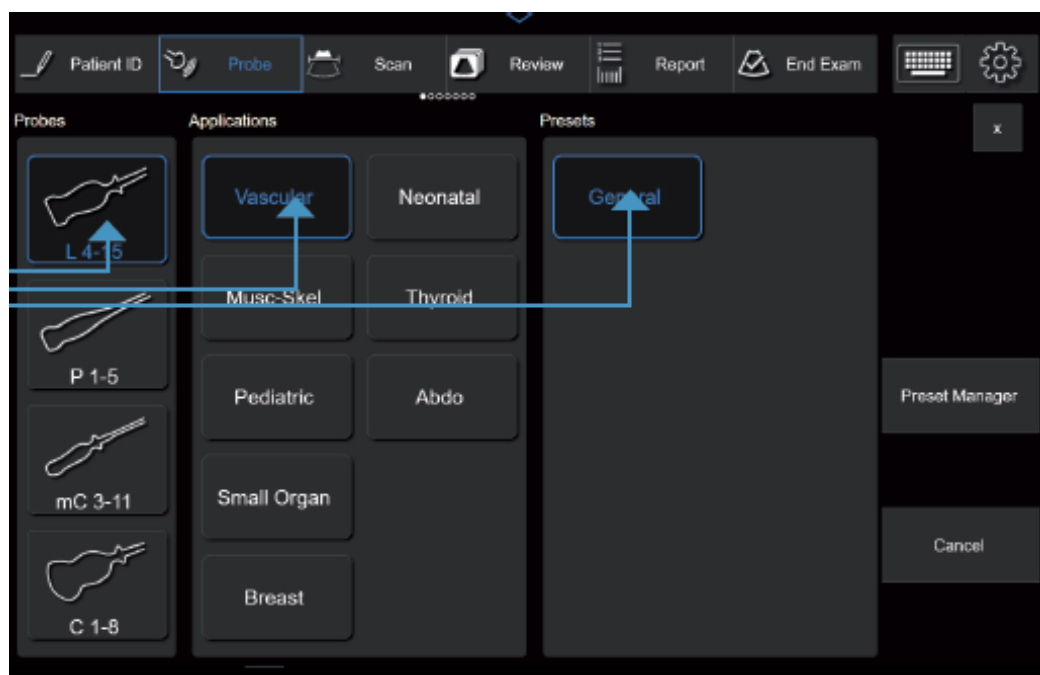 Patient ID Probe Scan Review Report End Exam
Probes Applications Presets x
L 4-15
P 1-5
mC 3-11
C 1-8
Vascular Neonatal
Musc-Skel Thyroid
Pediatric Abdo
Small Organ
Breast
General
Preset Manager
Cancel